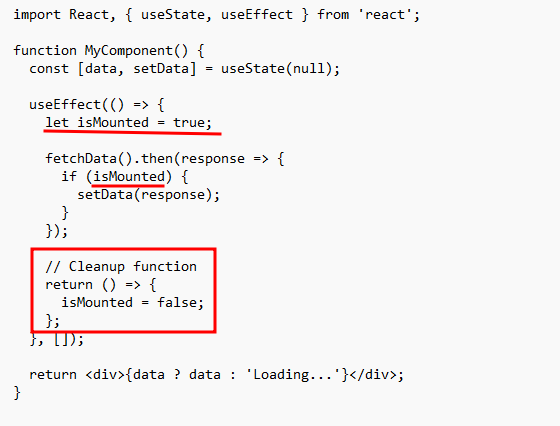 import React, { useState, useEffect } from 'react';
function MyComponent() {
  const [data, setData] = useState(null);
  useEffect(() => {
    let isMounted = true;
    fetchData().then(response => {
      if (isMounted) {
        setData(response);
      }
    });
    // Cleanup function
    return () => {
      isMounted = false;
    };
  }, []);
  return <div>{data ? data : 'Loading...'}</div>;
}